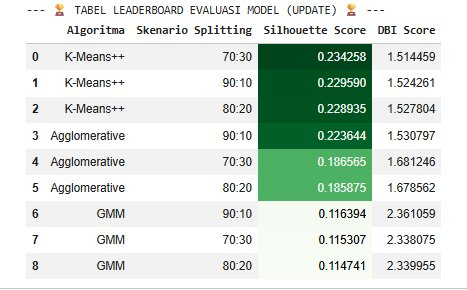 --- 🏆 TABEL LEADERBOARD EVALUASI MODEL (UPDATE) 🏆 ---
Algoritma Skenario Splitting Silhouette Score DBI Score
0 K-Means++ 70:30 0.234258 1.514459
1 K-Means++ 90:10 0.229590 1.524261
2 K-Means++ 80:20 0.228935 1.527804
3 Agglomerative 90:10 0.223644 1.530797
4 Agglomerative 70:30 0.186565 1.681246
5 Agglomerative 80:20 0.185875 1.678562
6 GMM 90:10 0.116394 2.361059
7 GMM 70:30 0.115307 2.338075
8 GMM 80:20 0.114741 2.339955